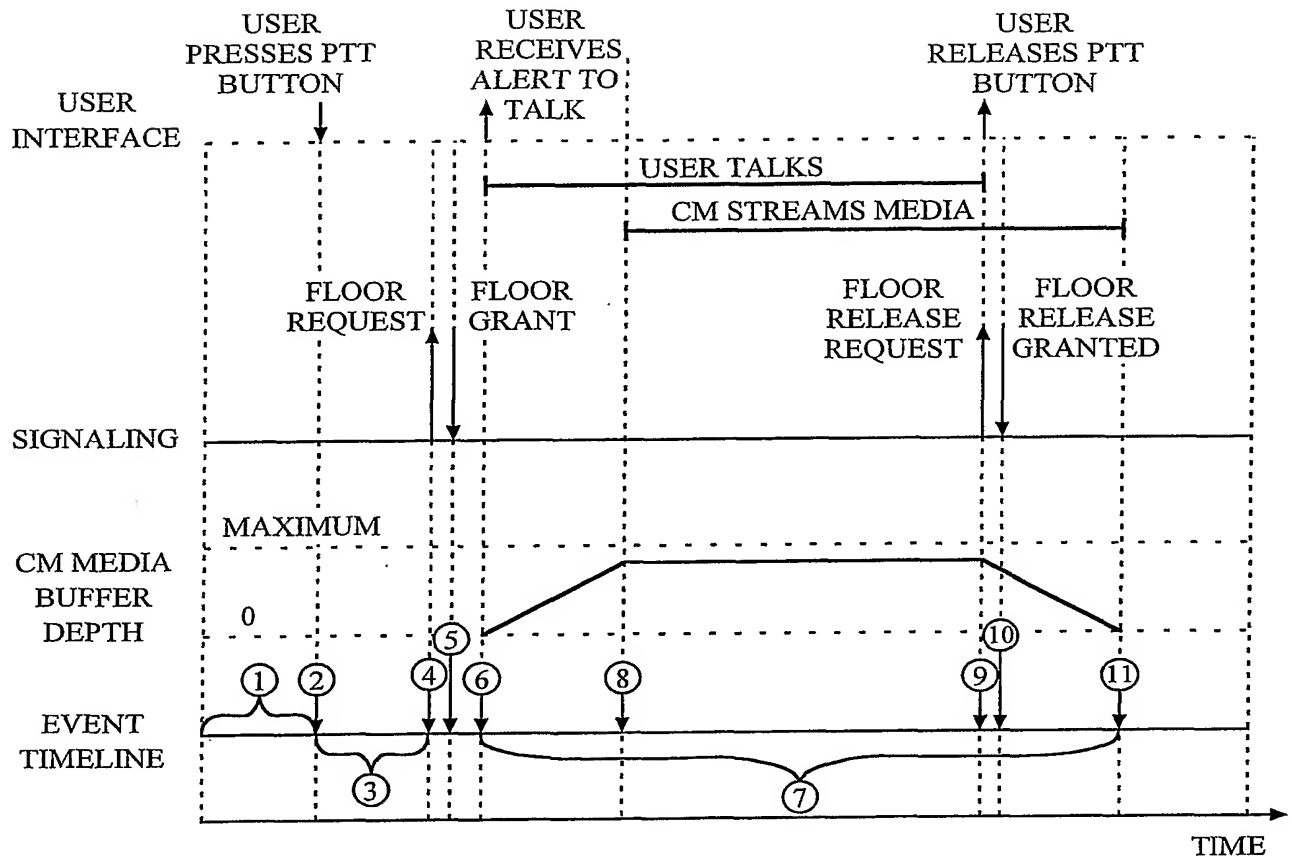 USER
PRESSES PTT
BUTTON
USER
RECEIVES
ALERT TO
TALK
USER
RELEASES PTT
BUTTON
USER
INTERFACE
USER TALKS
CM STREAMS MEDIA
FLOOR
REQUEST
FLOOR
GRANT
FLOOR
RELEASE
REQUEST
FLOOR
RELEASE
GRANTED
SIGNALING
MAXIMUM
CM MEDIA
BUFFER
DEPTH
0
1
2
3
4
5
6
7
8
9
10
11
EVENT
TIMELINE
TIME